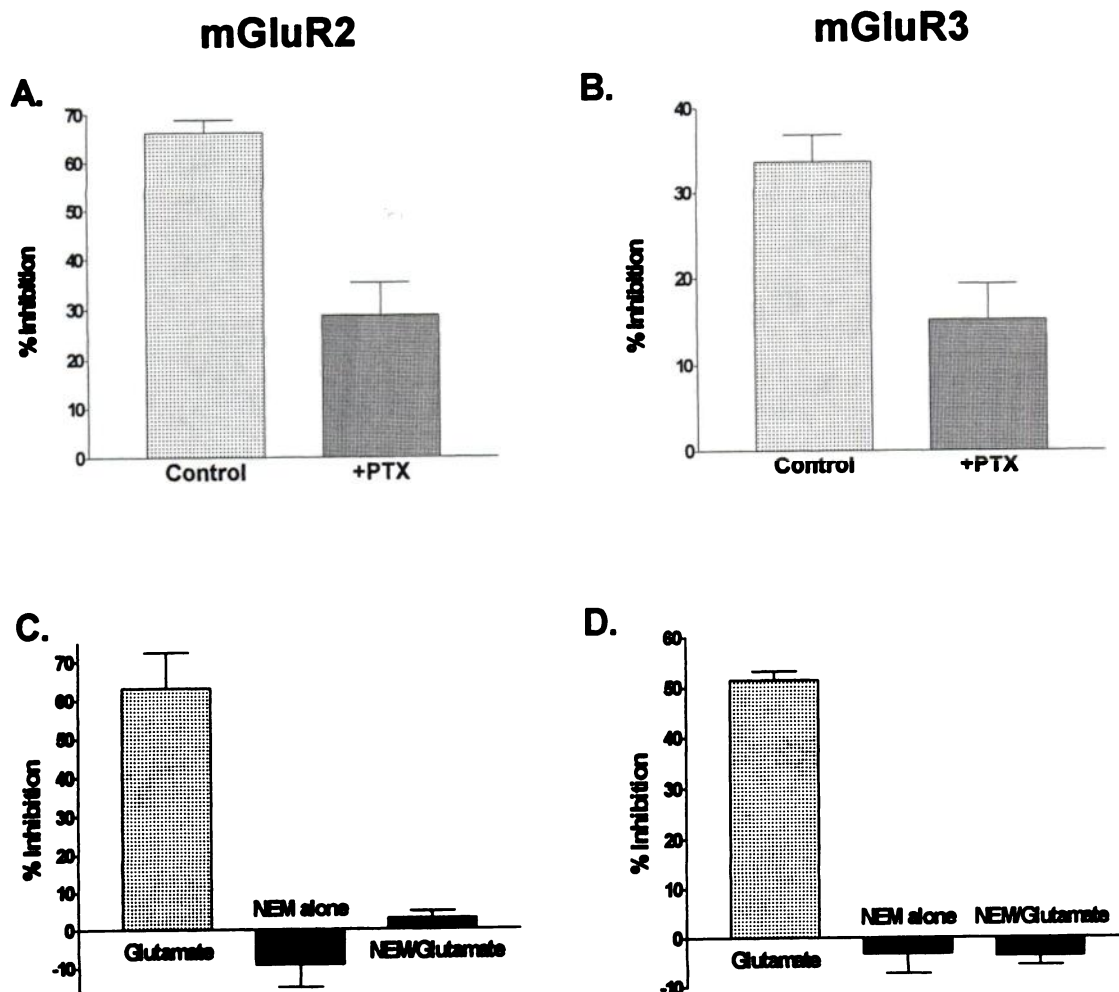 mGluR2
mGluR3
A.
70
60
50
40
30
20
10
0
% Inhibition
Control
+PTX
B.
40
30
20
10
0
% Inhibition
Control
+PTX
C.
70
60
50
40
30
20
10
0
-10
% Inhibition
Glutamate
NEM alone
NEM/Glutamate
D.
60
50
40
30
20
10
0
-10
% Inhibition
Glutamate
NEM alone
NEM/Glutamate